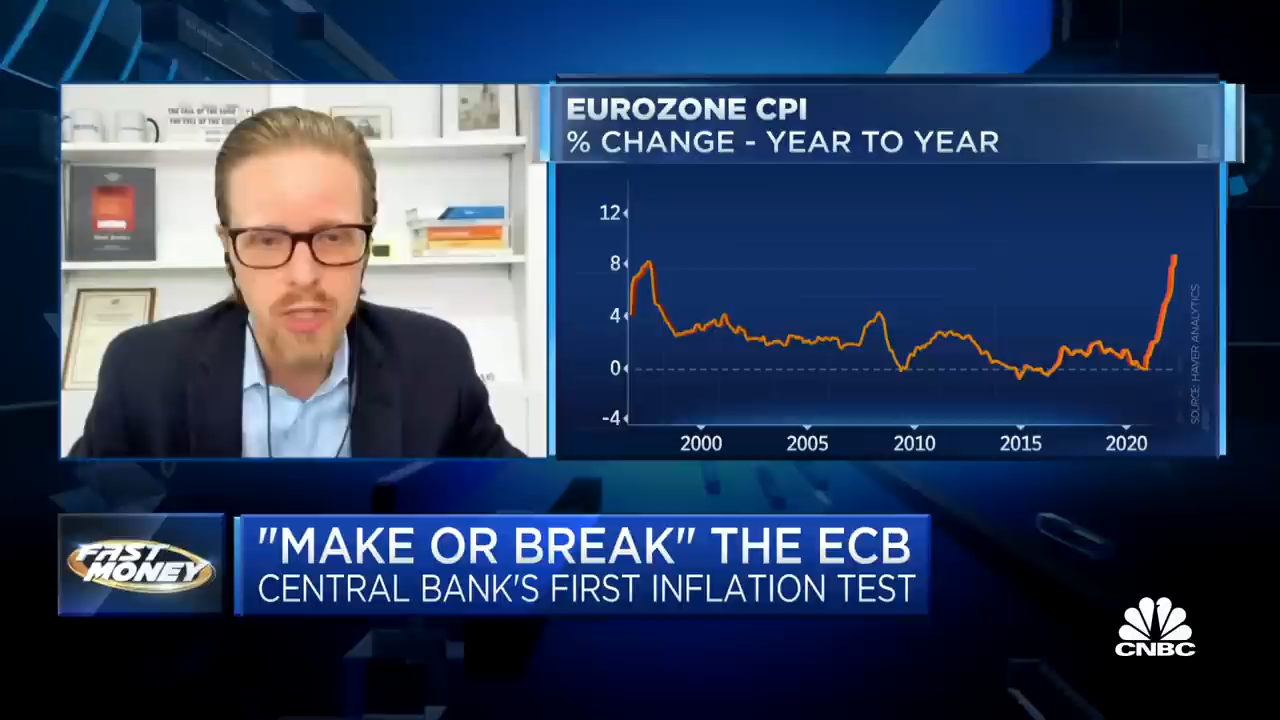 EUROZONE CPI
% CHANGE - YEAR TO YEAR
12
8
4
0
-4
2000
2005
2010
2015
2020
SOURCE: HAVER ANALYTICS
"MAKE OR BREAK" THE ECB
CENTRAL BANK'S FIRST INFLATION TEST
FAST
MONEY
CNBC